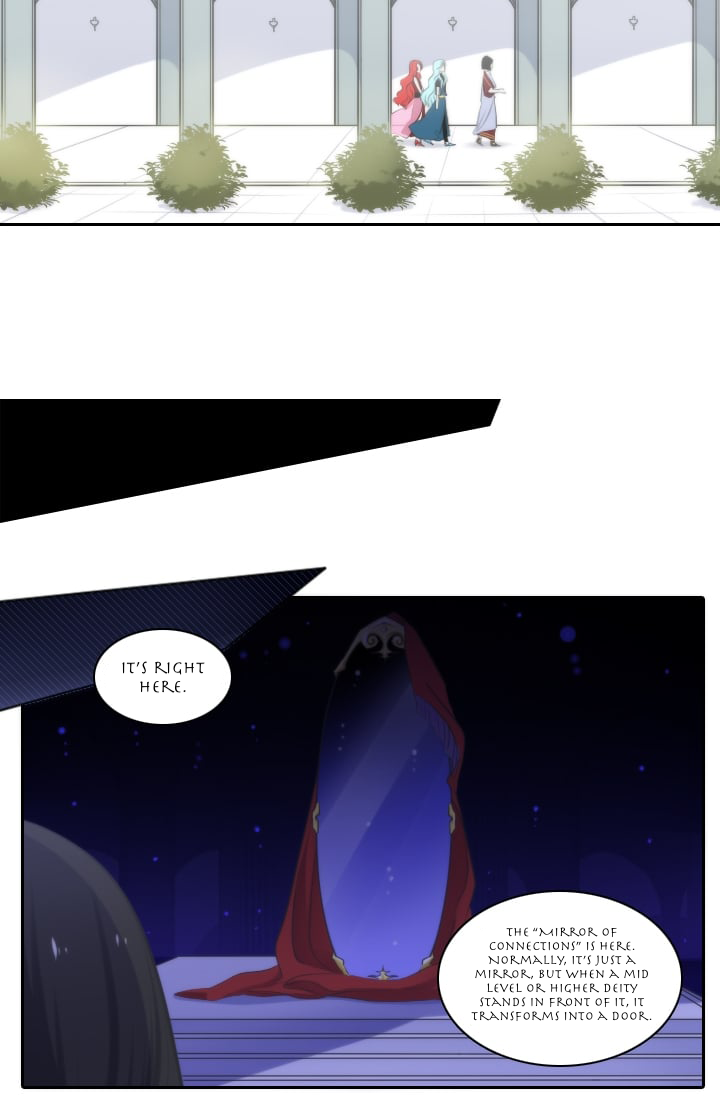 IT'S RIGHT
HERE.
THE "MIRROR OF
CONNECTIONS" IS HERE.
NORMALLY, IT'S JUST A
MIRROR, BUT WHEN A MID
LEVEL OR HIGHER DEITY
STANDS IN FRONT OF IT, IT
TRANSFORMS INTO A DOOR.